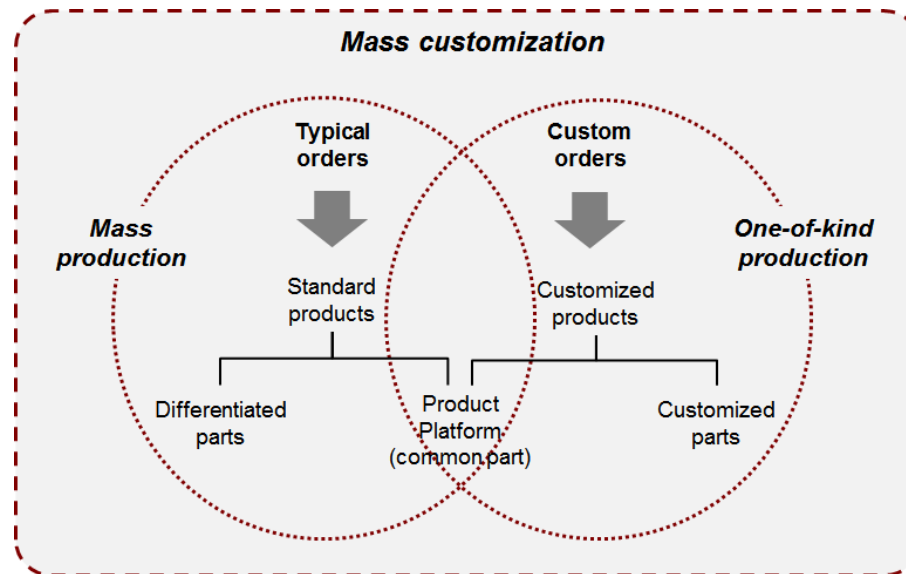 Mass customization
Typical
orders
Custom
orders
Mass
production
One-of-kind
production
Standard
products
Customized
products
Differentiated
parts
Product
Platform
(common part)
Customized
parts